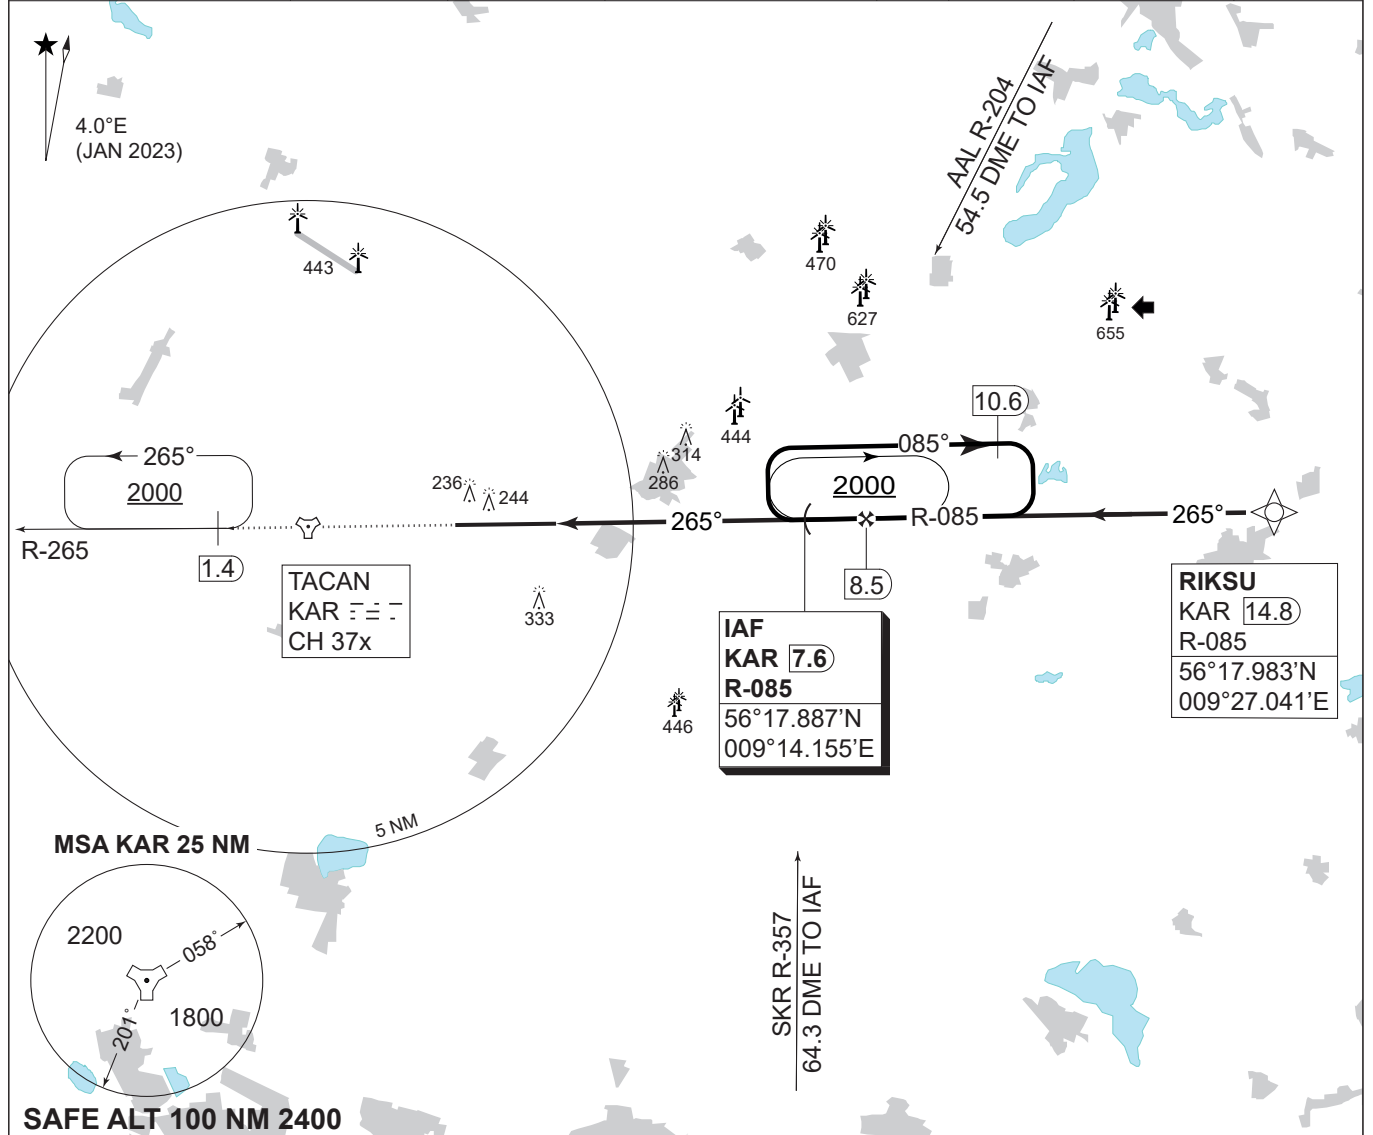 4.0°E
(JAN 2023)
AAL R-204
54.5 DME TO IAF
443
470
627
655
444
314
286
236
244
333
446
10.6
085°
2000
265°
2000
265°
R-085
265°
R-265
1.4
8.5
TACAN
KAR
CH 37x
IAF
KAR 7.6
R-085
56°17.887'N
009°14.155'E
RIKSU
KAR 14.8
R-085
56°17.983'N
009°27.041'E
5 NM
MSA KAR 25 NM
2200
058°
1800
201°
SKR R-357
64.3 DME TO IAF
SAFE ALT 100 NM 2400